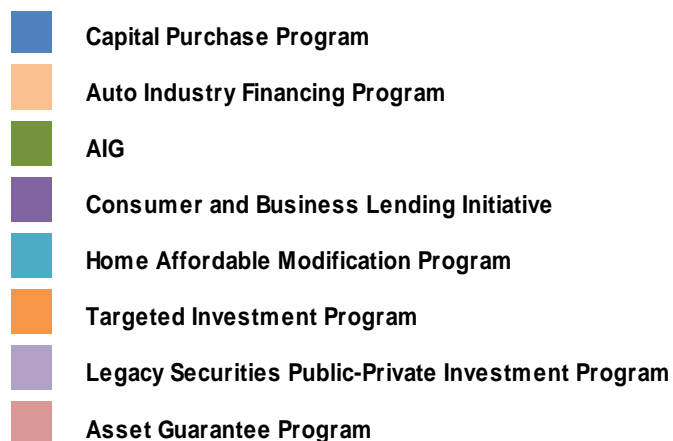 Capital Purchase Program
Auto Industry Financing Program
AIG
Consumer and Business Lending Initiative
Home Affordable Modification Program
Targeted Investment Program
Legacy Securities Public-Private Investment Program
Asset Guarantee Program